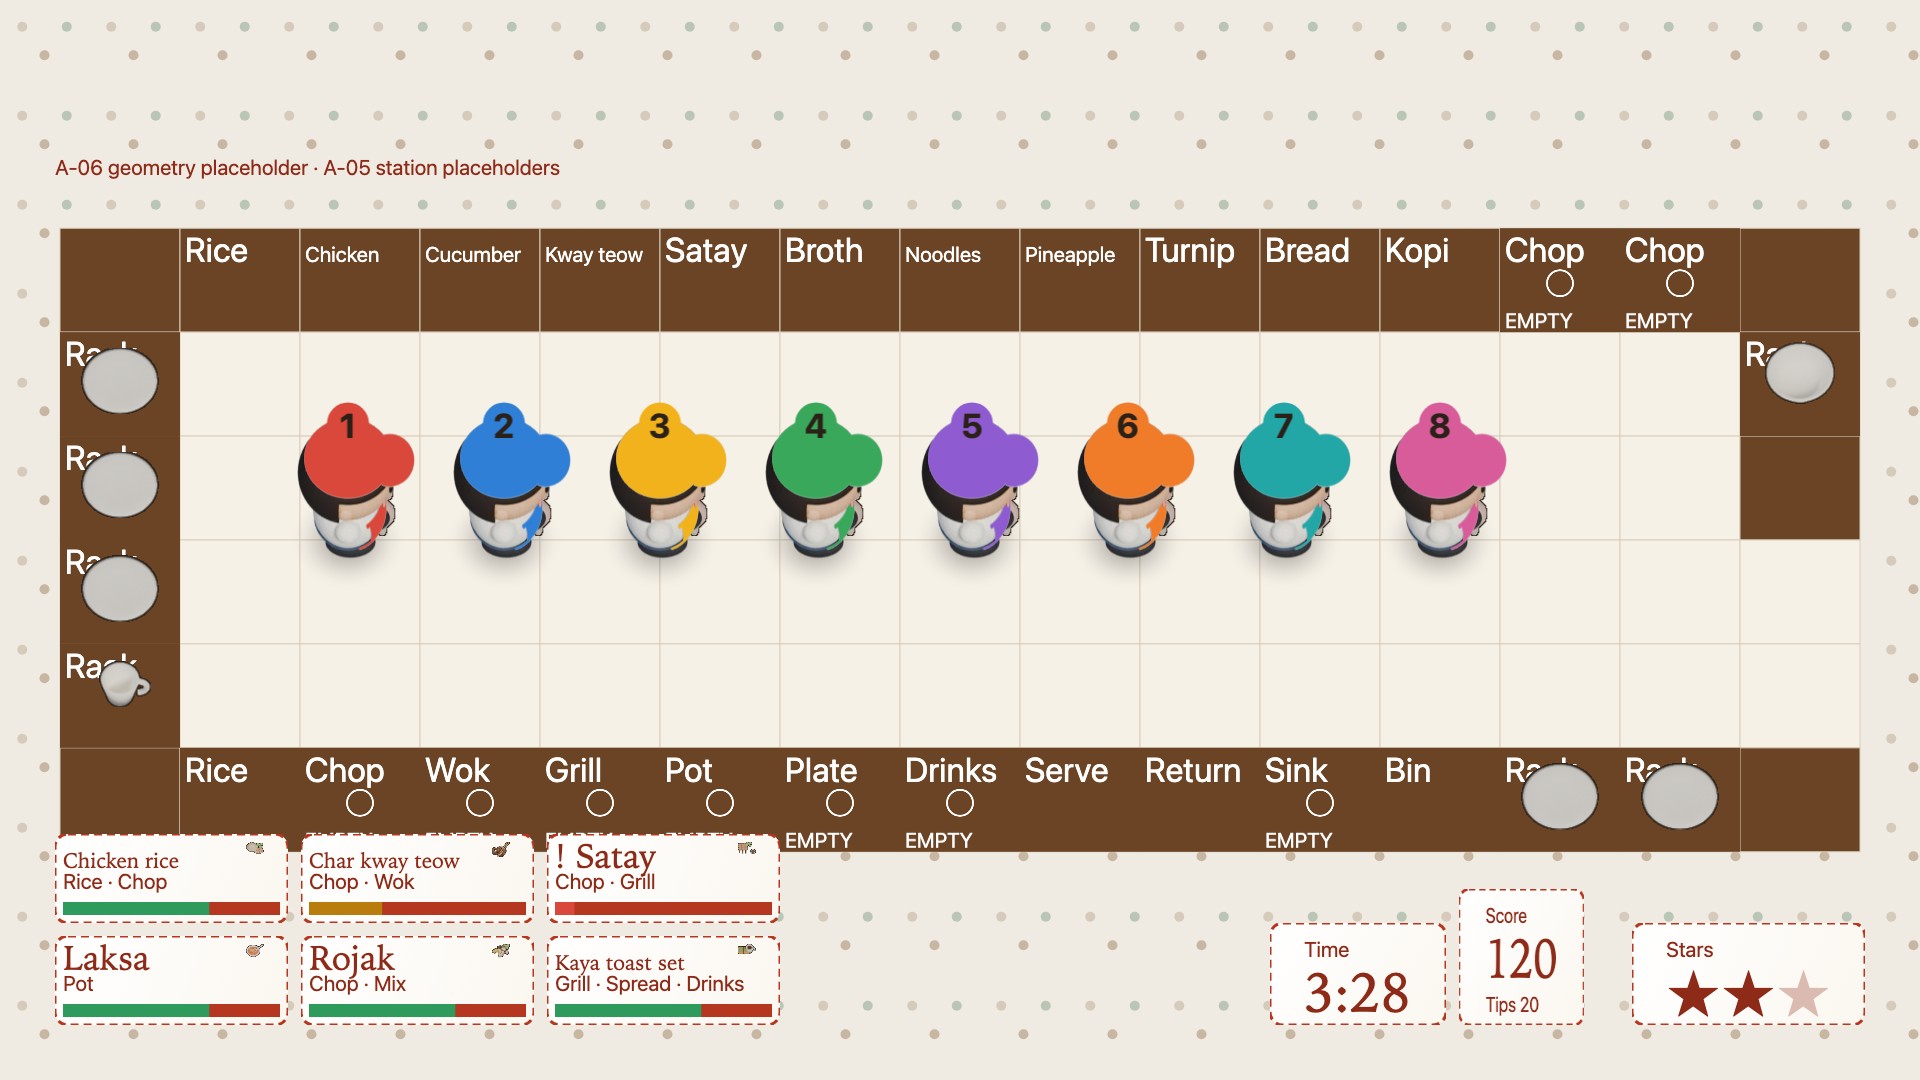 A-06 geometry placeholder · A-05 station placeholders
Rice Chicken Cucumber Kway teow Satay Broth Noodles Pineapple Turnip Bread Kopi Chop Chop
EMPTY EMPTY
1 2 3 4 5 6 7 8
Rice Chop Wok Grill Pot Plate Drinks Serve Return Sink Bin
EMPTY EMPTY EMPTY
Chicken rice
Rice · Chop
Char kway teow
Chop · Wok
! Satay
Chop · Grill
Laksa
Pot
Rojak
Chop · Mix
Kaya toast set
Grill · Spread · Drinks
Time
3:28
Score
120
Tips 20
Stars